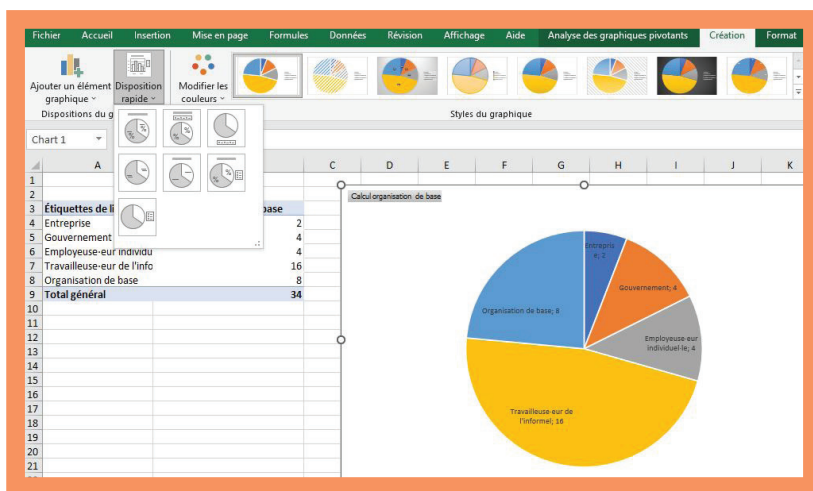 Fichier Accueil Insertion Mise en page Formules Données Révision Affichage Aide Analyse des graphiques pivotants Création Format
Ajouter un élément Disposition Modifier les
graphique rapide couleurs
Dispositions du g Styles du graphique
Chart 1
A C D E F G H I J K
1
2 Calcul organisation de base
3 Étiquettes de li base
4 Entreprise 2
5 Gouvernement 4
6 Employeuse·eur individu 4
7 Travailleuse·eur de l'info 16
8 Organisation de base 8
9 Total général 34
10
11
12
13
14
15
16
17
18
19
20
21
Entrepris
e; 2
Gouvernement; 4
Organisation de base; 8
Employeuse·eur
individuel·le; 4
Travailleuse·eur de
l'informel; 16